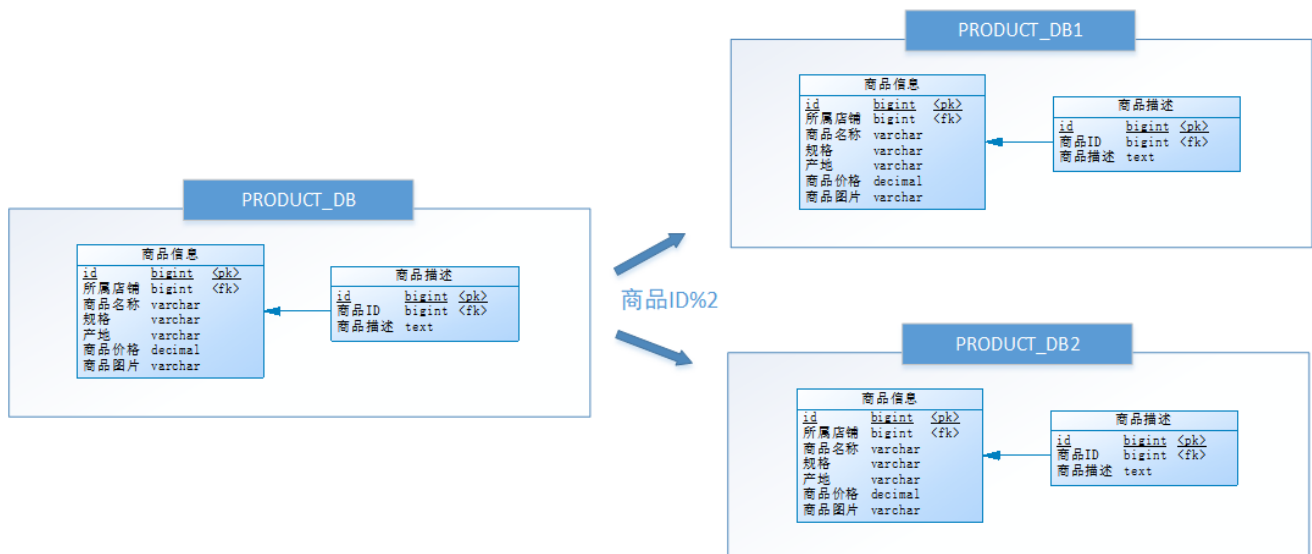 PRODUCT_DB
商品信息
id bigint <pk>
所属店铺 bigint <fk>
商品名称 varchar
规格 varchar
产地 varchar
商品价格 decimal
商品图片 varchar
商品描述
id bigint <pk>
商品ID bigint <fk>
商品描述 text
商品ID%2
PRODUCT_DB1
商品信息
id bigint <pk>
所属店铺 bigint <fk>
商品名称 varchar
规格 varchar
产地 varchar
商品价格 decimal
商品图片 varchar
商品描述
id bigint <pk>
商品ID bigint <fk>
商品描述 text
PRODUCT_DB2
商品信息
id bigint <pk>
所属店铺 bigint <fk>
商品名称 varchar
规格 varchar
产地 varchar
商品价格 decimal
商品图片 varchar
商品描述
id bigint <pk>
商品ID bigint <fk>
商品描述 text